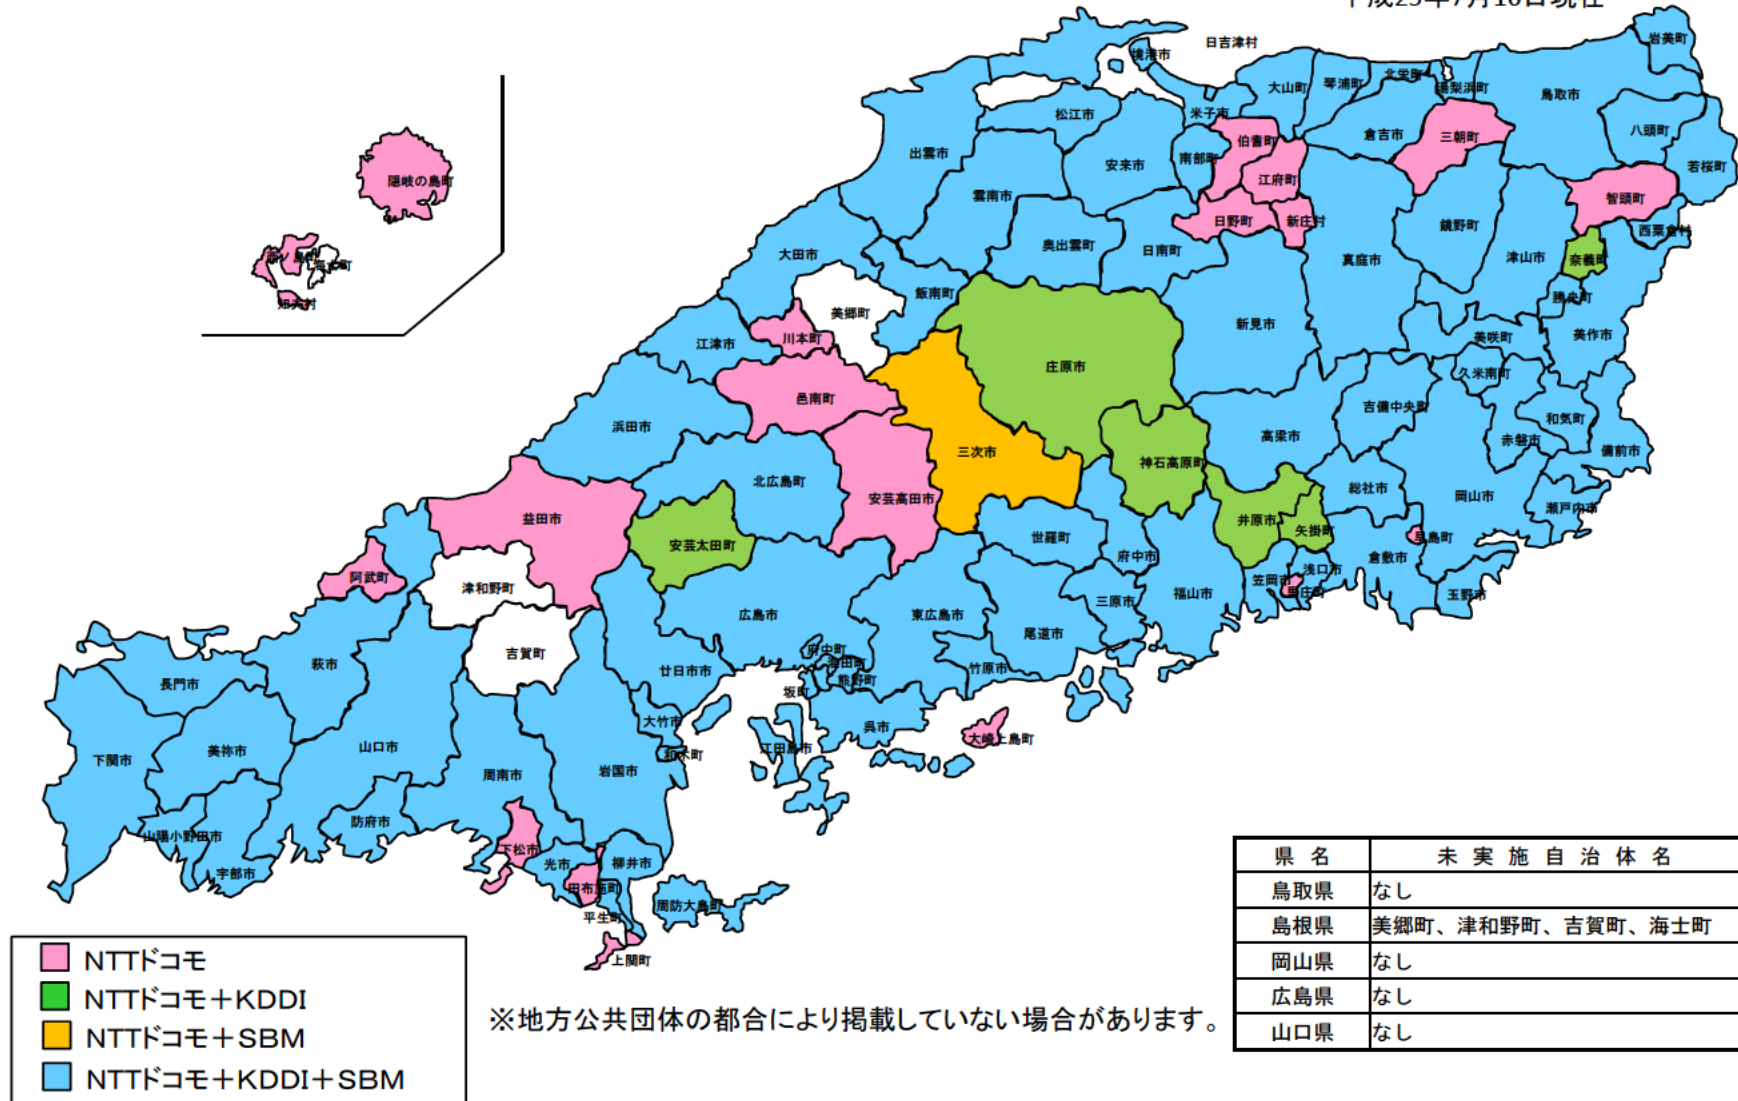 平成25年7月16日現在
日吉津村
岩美町
境港市
大山町
琴浦町
北栄町
湯梨浜町
鳥取市
松江市
米子市
倉吉市
三朝町
八頭町
出雲市
安来市
南部町
伯耆町
若桜町
隠岐の島町
江府町
雲南市
智頭町
日野町
新庄村
鏡野町
西粟倉村
奥出雲町
日南町
大田市
真庭市
津山市
奈義町
西ノ島町
海士町
知夫村
飯南町
勝央町
美郷町
新見市
川本町
江津市
美咲町
美作市
庄原市
久米南町
邑南町
吉備中央町
和気町
浜田市
高梁市
赤磐市
備前市
三次市
神石高原町
北広島町
総社市
安芸高田市
岡山市
瀬戸内市
益田市
井原市
矢掛町
安芸太田町
世羅町
早島町
府中市
倉敷市
阿武町
津和野町
笠岡市
浅口市
里庄町
玉野市
広島市
東広島市
三原市
福山市
尾道市
吉賀町
萩市
府中町
海田町
廿日市市
竹原市
長門市
熊野町
坂町
大竹市
呉市
大崎上島町
下関市
美祢市
山口市
和木町
江田島市
周南市
岩国市
防府市
山陽小野田市
下松市
宇部市
光市
柳井市
田布施町
周防大島町
平生町
上関町
NTTドコモ
NTTドコモ＋KDDI
NTTドコモ＋SBM
NTTドコモ＋KDDI＋SBM
※地方公共団体の都合により掲載していない場合があります。
県名 未実施自治体名
鳥取県 なし
島根県 美郷町、津和野町、吉賀町、海士町
岡山県 なし
広島県 なし
山口県 なし